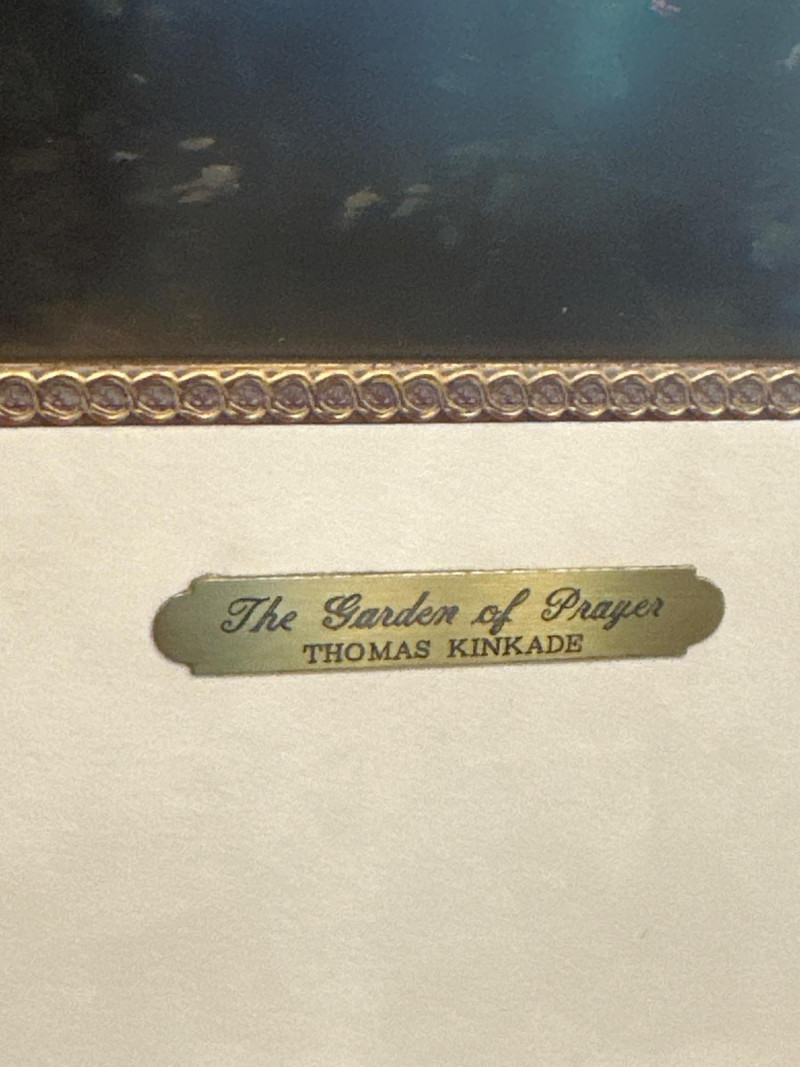 The Garden of Prayer
THOMAS KINKADE